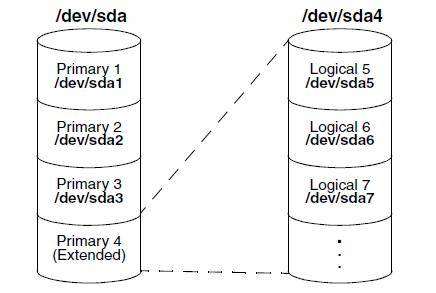 /dev/sda
Primary 1
/dev/sda1
Primary 2
/dev/sda2
Primary 3
/dev/sda3
Primary 4
(Extended)
/dev/sda4
Logical 5
/dev/sda5
Logical 6
/dev/sda6
Logical 7
/dev/sda7